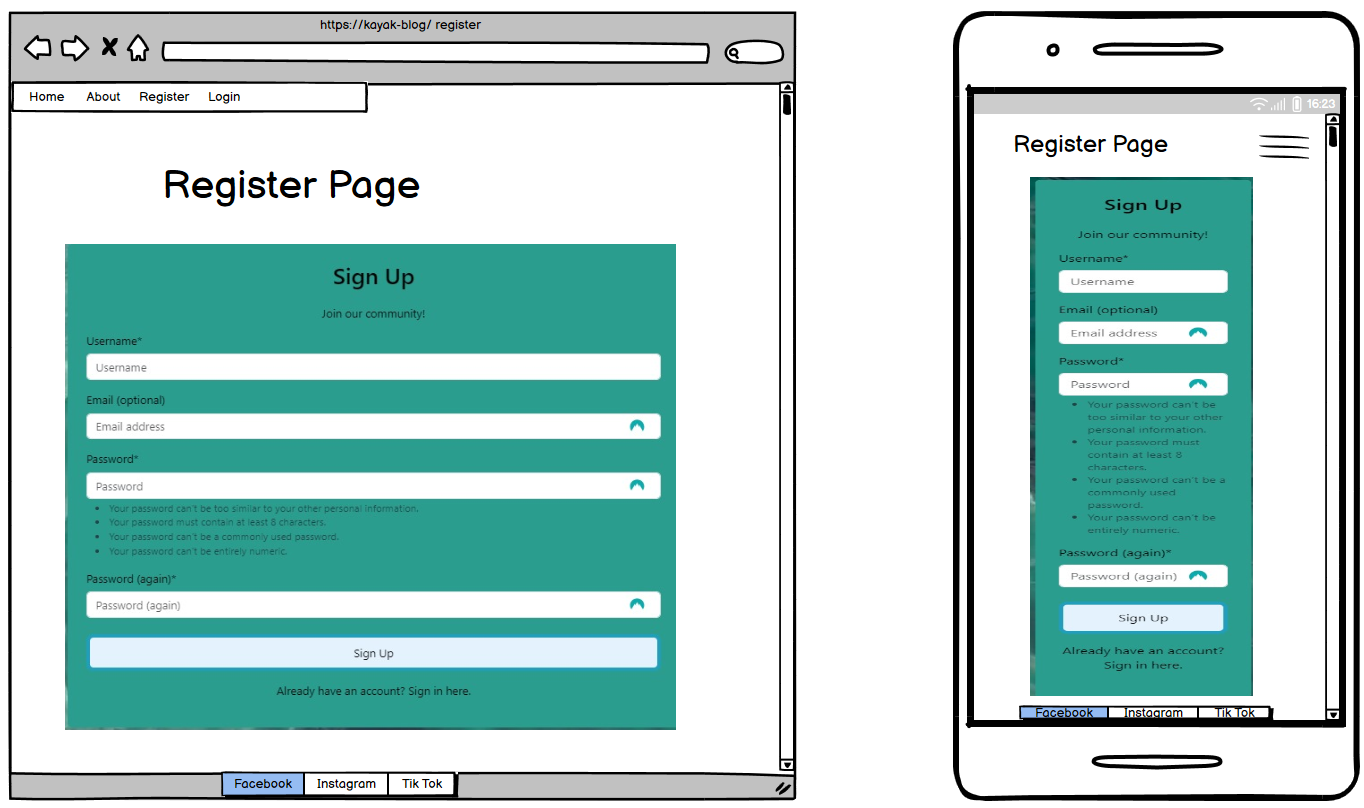 https://kayak-blog/ register
Home About Register Login
Register Page
Sign Up
Join our community!
Username*
Username
Email (optional)
Email address
Password*
Password
Your password can't be too similar to your other personal information.
Your password must contain at least 8 characters.
Your password can't be a commonly used password.
Your password can't be entirely numeric.
Password (again)*
Password (again)
Sign Up
Already have an account? Sign in here.
Facebook Instagram Tik Tok
16:23
Register Page
Sign Up
Join our community!
Username*
Username
Email (optional)
Email address
Password*
Password
Your password can't be
too similar to your other
personal information.
Your password must
contain at least 8
characters.
Your password can't be a
commonly used
password.
Your password can't be
entirely numeric.
Password (again)*
Password (again)
Sign Up
Already have an account?
Sign in here.
Facebook Instagram Tik Tok